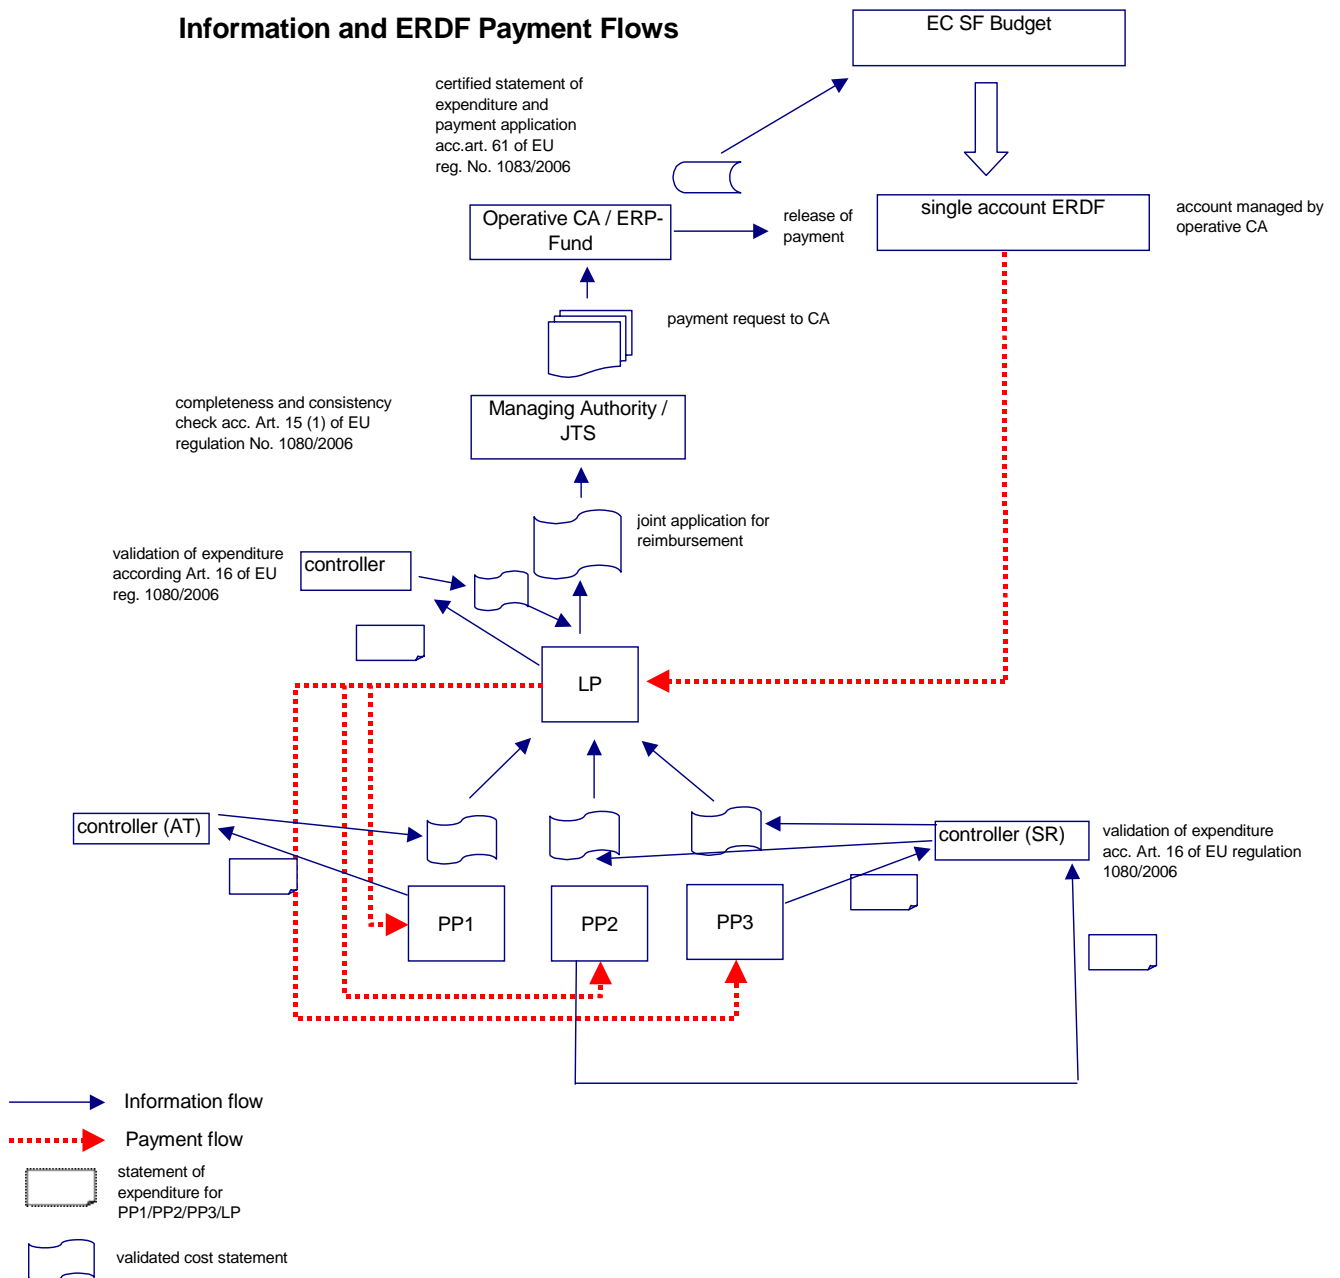 Information and ERDF Payment Flows
EC SF Budget
certified statement of
expenditure and
payment application
acc.art. 61 of EU
reg. No. 1083/2006
Operative CA / ERP-
Fund
release of
payment
single account ERDF
account managed by
operative CA
payment request to CA
completeness and consistency
check acc. Art. 15 (1) of EU
regulation No. 1080/2006
Managing Authority /
JTS
joint application for
reimbursement
validation of expenditure
according Art. 16 of EU
reg. 1080/2006
controller
LP
controller (AT)
controller (SR)
validation of expenditure
acc. Art. 16 of EU regulation
1080/2006
PP1
PP2
PP3
Information flow
Payment flow
statement of
expenditure for
PP1/PP2/PP3/LP
validated cost statement